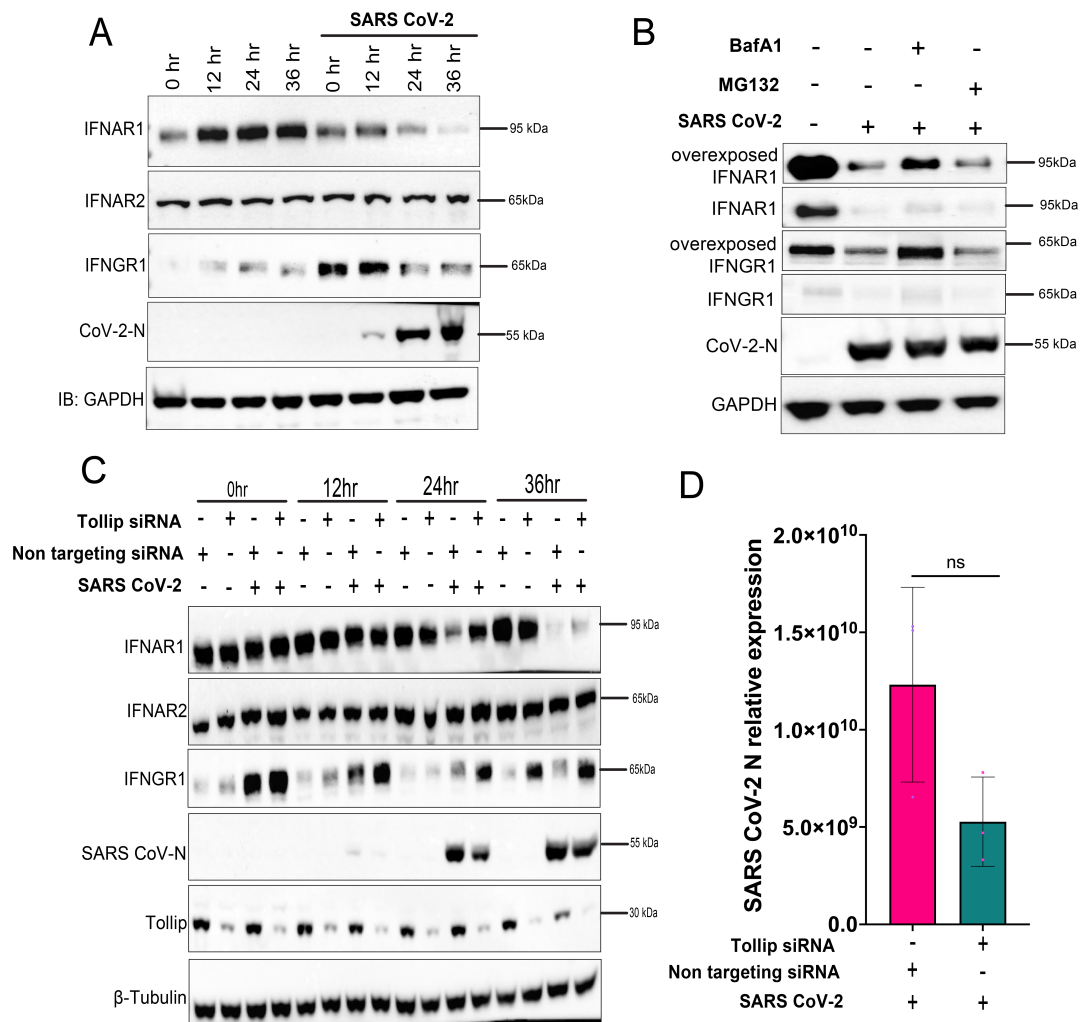 A
SARS CoV-2
0 hr 12 hr 24 hr 36 hr 0 hr 12 hr 24 hr 36 hr
IFNAR1 95 kDa
IFNAR2 65kDa
IFNGR1 65kDa
CoV-2-N 55 kDa
IB: GAPDH
B
BafA1 - - + -
MG132 - - - +
SARS CoV-2 - + + +
overexposed
IFNAR1 95kDa
IFNAR1 95kDa
overexposed
IFNGR1 65kDa
IFNGR1 65kDa
CoV-2-N 55 kDa
GAPDH
C
0hr 12hr 24hr 36hr
Tollip siRNA - + - + - + - + - + - + - + - +
Non targeting siRNA + - + - + - + - + - + - + - + -
SARS CoV-2 - - + + - - + + - - + + - - + +
IFNAR1 95 kDa
IFNAR2 65kDa
IFNGR1 65kDa
SARS CoV-N 55 kDa
Tollip 30 kDa
β-Tubulin
D
SARS CoV-2 N relative expression
2.0×10¹⁰
1.5×10¹⁰
1.0×10¹⁰
5.0×10⁹
0.0
ns
Tollip siRNA - +
Non targeting siRNA + -
SARS CoV-2 + +